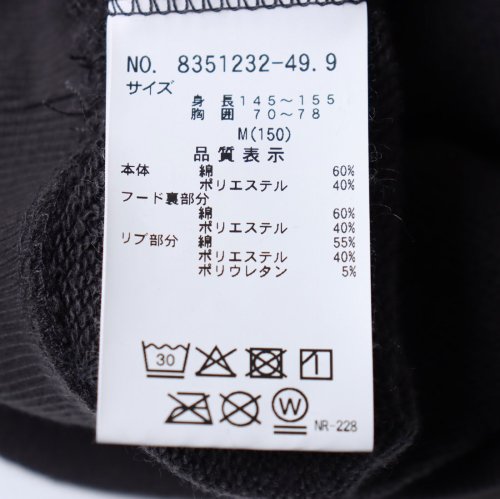 NO. 8351232-49.9
サイズ
身長145～155
胸囲 70～78
M(150)
品質表示
本体 綿 60%
ポリエステル 40%
フード裏部分
綿 60%
ポリエステル 40%
リブ部分 綿 55%
ポリエステル 40%
ポリウレタン 5%
30
W
NR-228